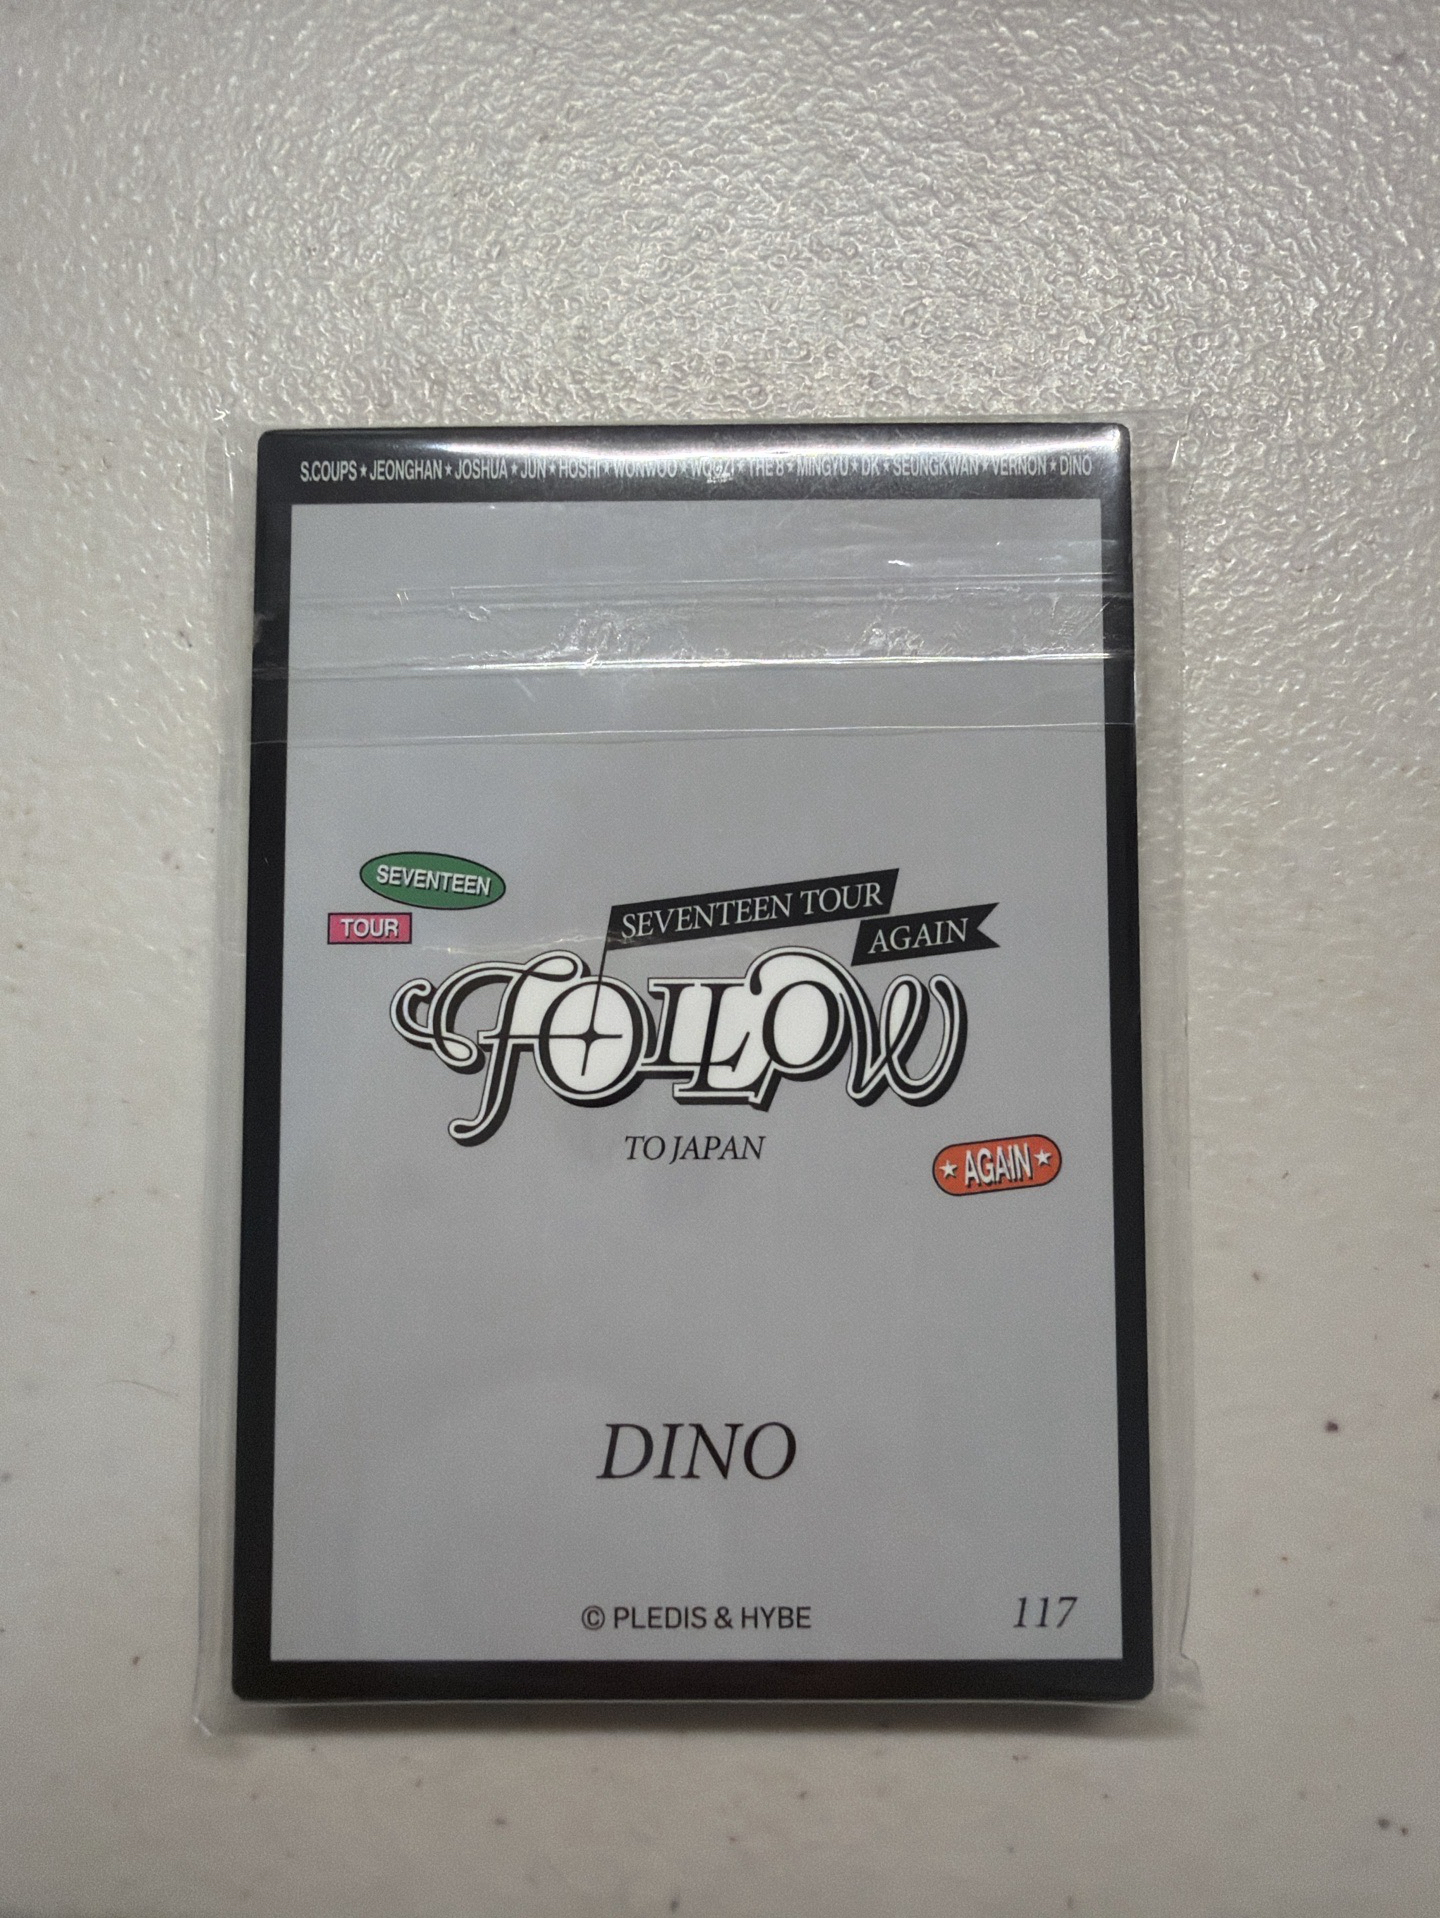 S.COUPS★JEONGHAN★JOSHUA★JUN★HOSHI★WONWOO★WOOZI★THE 8★MINGYU★DK★SEUNGKWAN★VERNON★DINO
SEVENTEEN
TOUR
SEVENTEEN TOUR
AGAIN
FOLLOW
TO JAPAN
★AGAIN★
DINO
© PLEDIS & HYBE
117